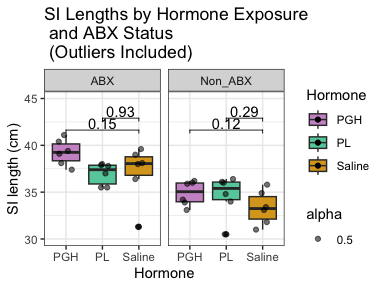 SI Lengths by Hormone Exposure
and ABX Status
(Outliers Included)
ABX
Non_ABX
45
40
35
30
SI length (cm)
0.93
0.15
0.29
0.12
PGH PL Saline
PGH PL Saline
Hormone
Hormone
PGH
PL
Saline
alpha
0.5